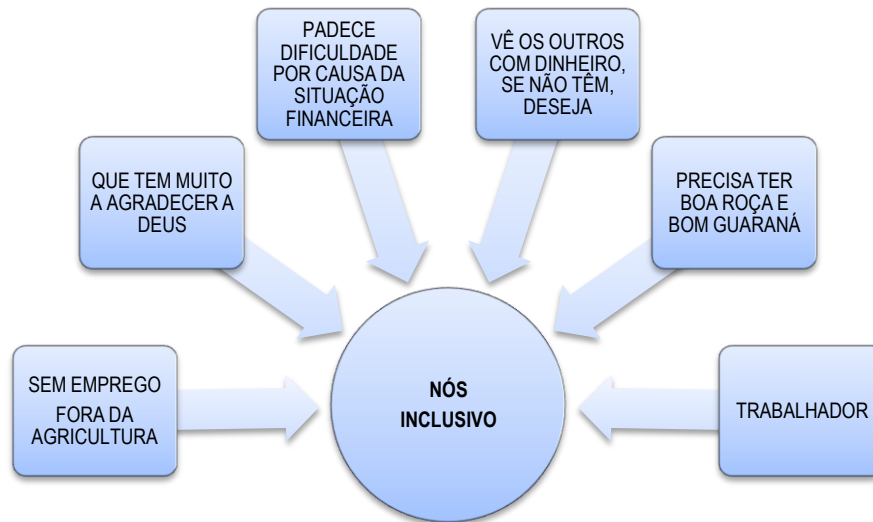 PADECE
DIFICULDADE
POR CAUSA DA
SITUAÇÃO
FINANCEIRA
VÊ OS OUTROS
COM DINHEIRO,
SE NÃO TÊM,
DESEJA
QUE TEM MUITO
A AGRADECER A
DEUS
PRECISA TER
BOA ROÇA E
BOM GUARANÁ
SEM EMPREGO
FORA DA
AGRICULTURA
NÓS
INCLUSIVO
TRABALHADOR